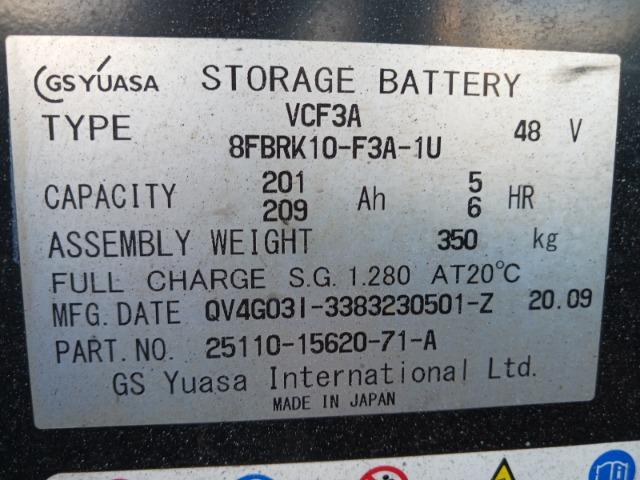 GS YUASA STORAGE BATTERY
TYPE VCF3A 48 V
8FBRK10-F3A-1U
CAPACITY 201 Ah 5 HR
209 6
ASSEMBLY WEIGHT 350 kg
FULL CHARGE S.G. 1.280 AT20℃
MFG. DATE QV4G03I-3383230501-Z 20.09
PART. NO. 25110-15620-71-A
GS Yuasa International Ltd.
MADE IN JAPAN